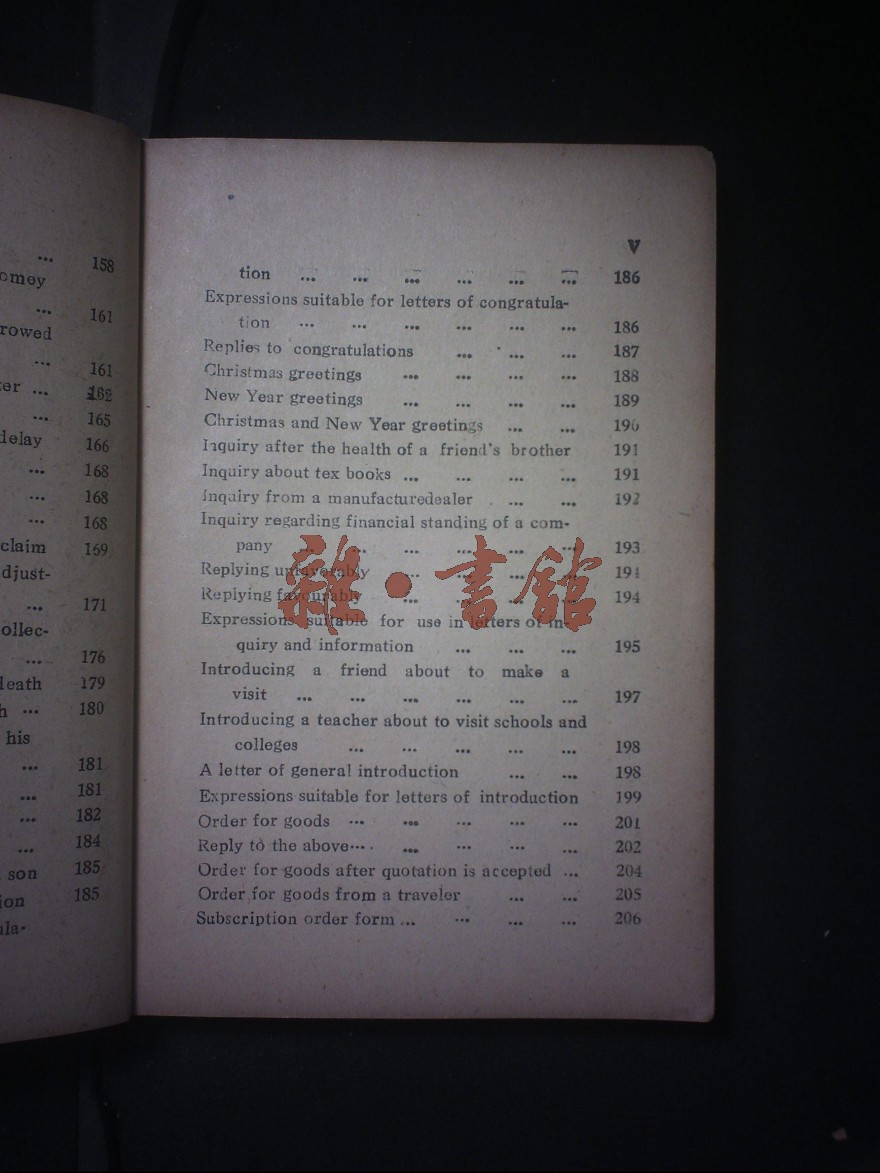 ... 158
omey
... 161
rowed
... 161
ter ... 162
... 165
delay 166
... 168
... 168
... 168
claim 169
djust-
... 171
ollec-
... 176
death 179
h ... 180
his
... 181
... 181
... 182
... 184
son 185
ion 185
ula-
V
tion ... ... ... ... ... ... 186
Expressions suitable for letters of congratula-
tion ... ... ... ... ... ... 186
Replies to congratulations ... ... ... 187
Christmas greetings ... ... ... ... 188
New Year greetings ... ... ... ... 189
Christmas and New Year greetings ... ... 190
Inquiry after the health of a friend's brother 191
Inquiry about tex books ... ... ... ... 191
Inquiry from a manufacturedealer ... ... 192
Inquiry regarding financial standing of a com-
pany ... ... ... ... ... ... 193
Replying unfavorably ... ... ... ... 194
Replying favourably ... ... ... ... 194
Expressions suitable for use in letters of in-
quiry and information ... ... ... 195
Introducing a friend about to make a
visit ... ... ... ... ... ... 197
Introducing a teacher about to visit schools and
colleges ... ... ... ... ... 198
A letter of general introduction ... ... 198
Expressions suitable for letters of introduction 199
Order for goods ... ... ... ... ... 201
Reply to the above ... ... ... ... ... 202
Order for goods after quotation is accepted ... 204
Order for goods from a traveler ... ... 205
Subscription order form ... ... ... ... 206
雜·書館